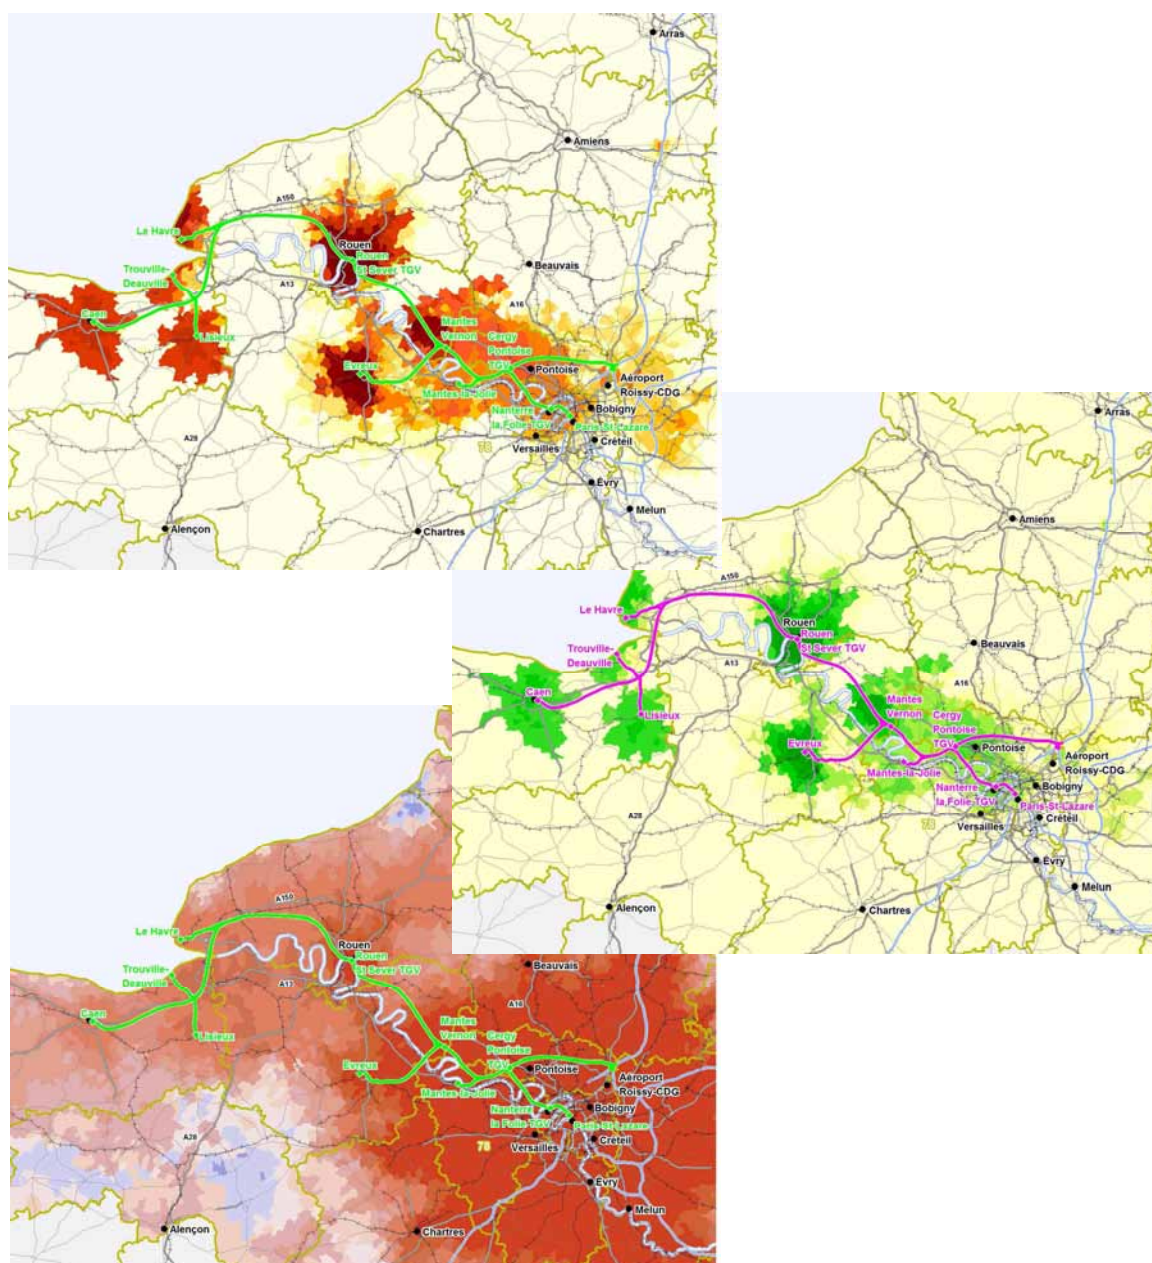 Arras
Amiens
A150
Le Havre
Rouen
Rouen
St Sever TGV
Trouville-
Deauville
Beauvais
A13
A16
Caen
Lisieux
Mantes
Vernon
Cergy
Pontoise
TGV
Evreux
Pontoise
Mantes-la-Jolie
Aéroport
Roissy-CDG
Nanterre
la Folie TGV
Bobigny
Paris-St-Lazare
Créteil
Versailles
A28
78
Évry
Melun
Alençon
Chartres
Arras
Amiens
A150
Le Havre
Rouen
Rouen
St Sever TGV
Trouville-
Deauville
Beauvais
A13
A16
Caen
Lisieux
Mantes
Vernon
Cergy
Pontoise
TGV
Evreux
Pontoise
Mantes-la-Jolie
Aéroport
Roissy-CDG
Nanterre
la Folie TGV
Bobigny
Paris-St-Lazare
Créteil
Versailles
A28
78
Évry
Melun
Alençon
Chartres
A150
Le Havre
Rouen
Rouen
St Sever TGV
Trouville-
Deauville
Beauvais
A13
A16
Caen
Lisieux
Mantes
Vernon
Cergy
Pontoise
TGV
Evreux
Pontoise
Mantes-la-Jolie
Aéroport
Roissy-CDG
Nanterre
la Folie TGV
Bobigny
Paris-St-Lazare
Créteil
Versailles
A28
78
Évry
Melun
Alençon
Chartres